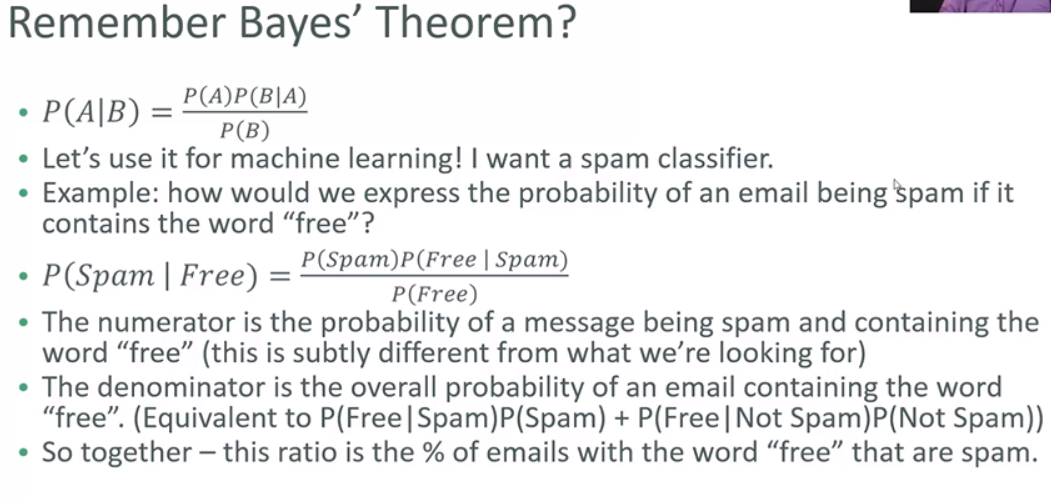 Remember Bayes’ Theorem?
• P(A|B) = P(A)P(B|A) / P(B)
• Let’s use it for machine learning! I want a spam classifier.
• Example: how would we express the probability of an email being spam if it
contains the word “free”?
• P(Spam | Free) = P(Spam)P(Free | Spam) / P(Free)
• The numerator is the probability of a message being spam and containing the
word “free” (this is subtly different from what we’re looking for)
• The denominator is the overall probability of an email containing the word
“free”. (Equivalent to P(Free|Spam)P(Spam) + P(Free|Not Spam)P(Not Spam))
• So together – this ratio is the % of emails with the word “free” that are spam.